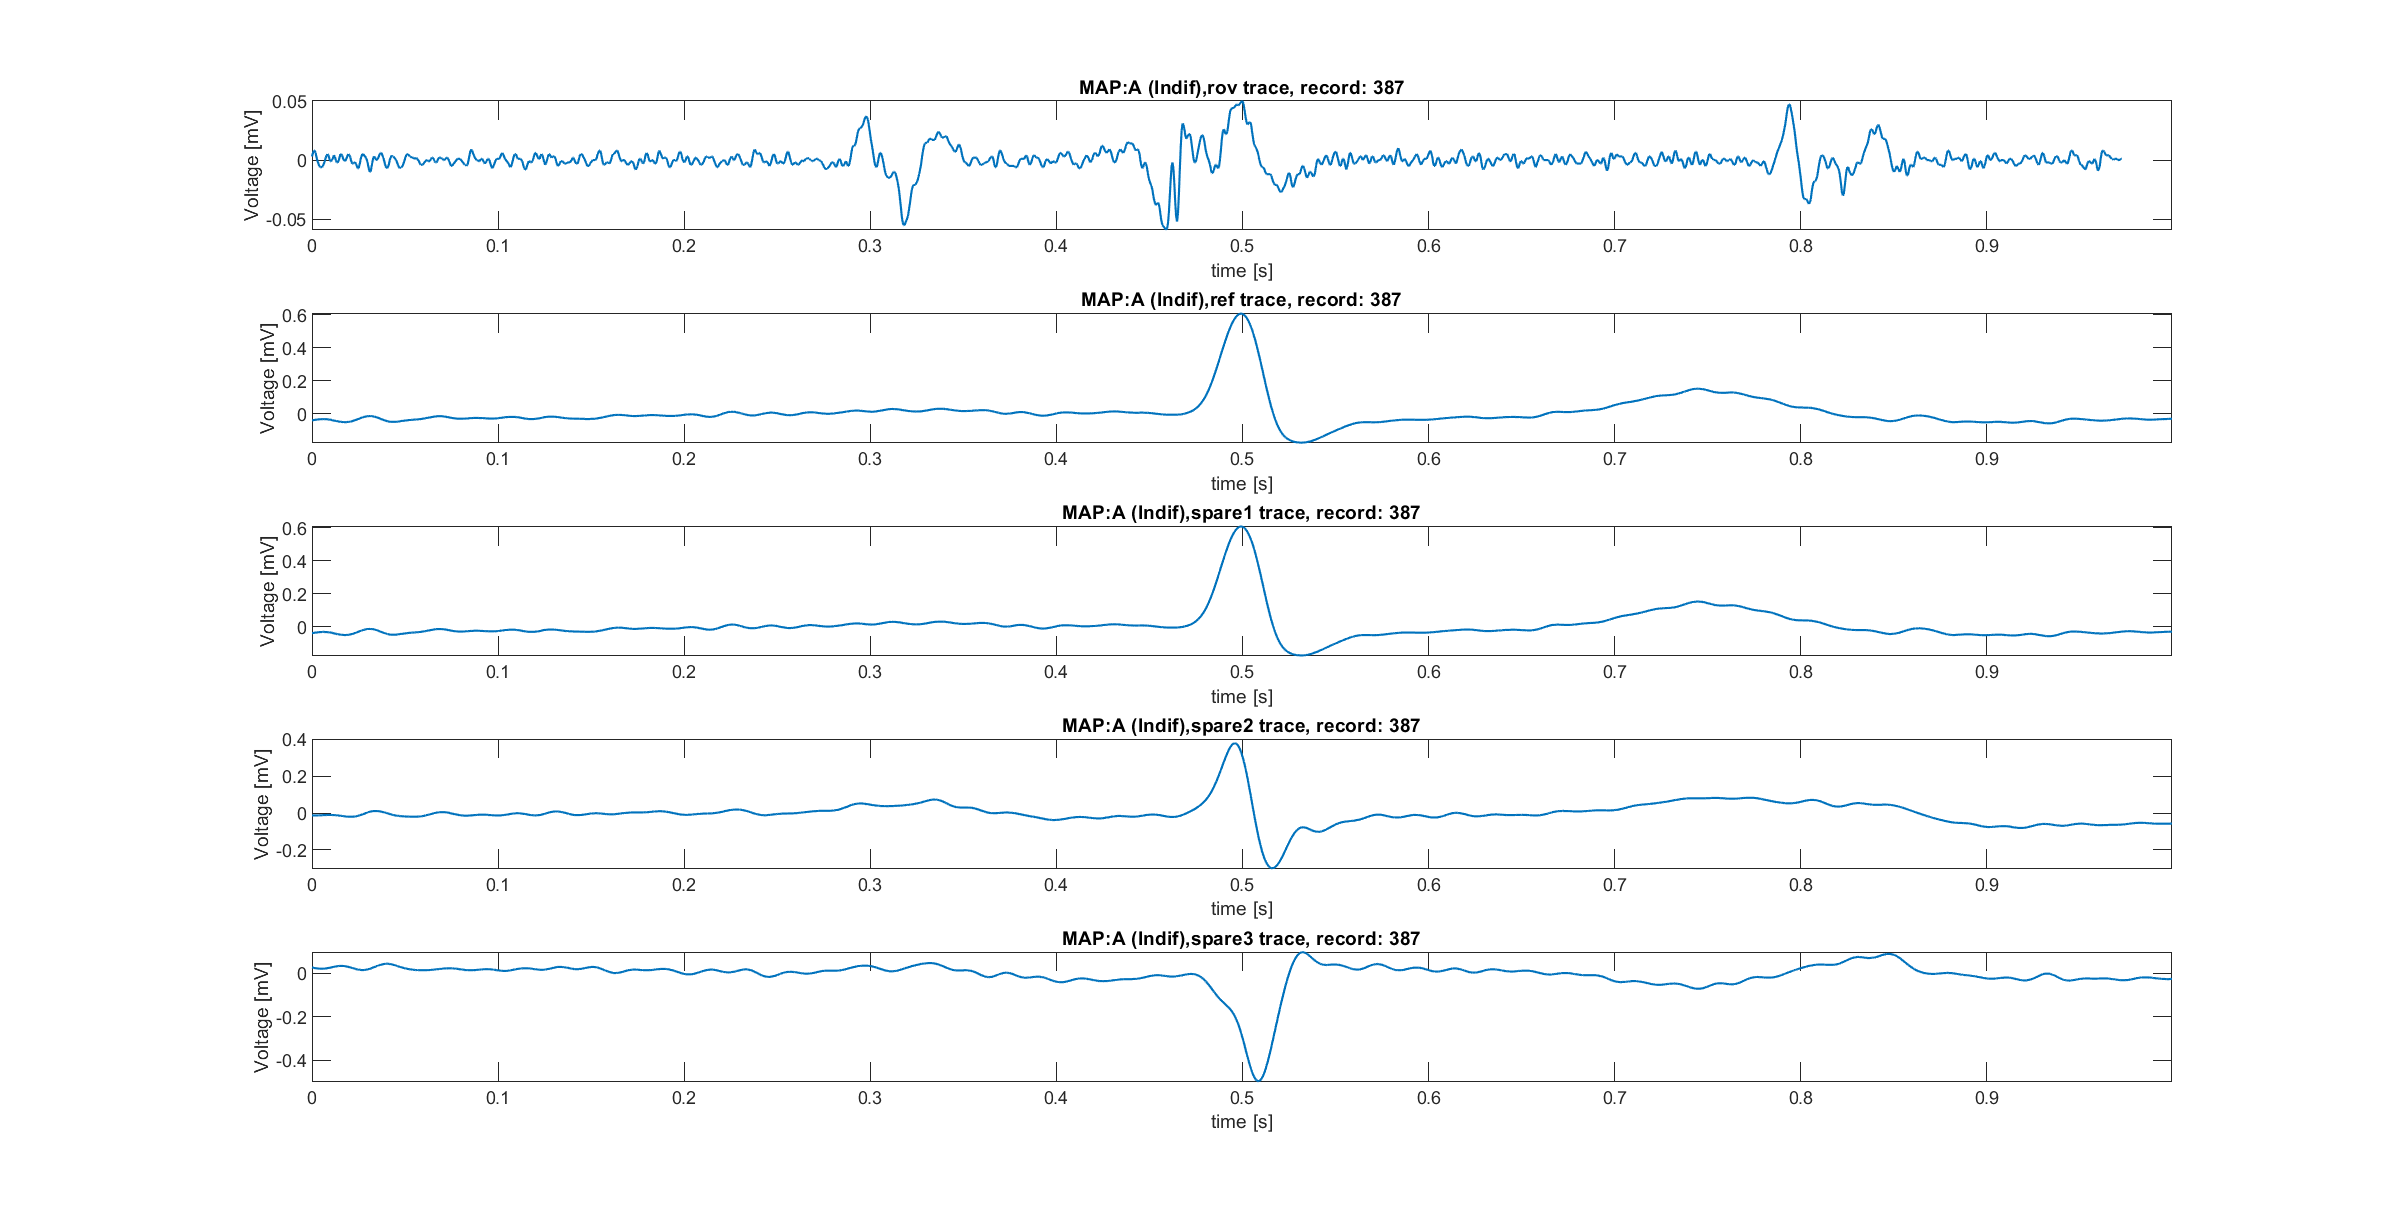 MAP:A (Indif),rov trace, record: 387
Voltage [mV]
0.05
0
-0.05
0 0.1 0.2 0.3 0.4 0.5 0.6 0.7 0.8 0.9
time [s]
MAP:A (Indif),ref trace, record: 387
Voltage [mV]
0.6
0.4
0.2
0
0 0.1 0.2 0.3 0.4 0.5 0.6 0.7 0.8 0.9
time [s]
MAP:A (Indif),spare1 trace, record: 387
Voltage [mV]
0.6
0.4
0.2
0
0 0.1 0.2 0.3 0.4 0.5 0.6 0.7 0.8 0.9
time [s]
MAP:A (Indif),spare2 trace, record: 387
Voltage [mV]
0.4
0.2
0
-0.2
0 0.1 0.2 0.3 0.4 0.5 0.6 0.7 0.8 0.9
time [s]
MAP:A (Indif),spare3 trace, record: 387
Voltage [mV]
0
-0.2
-0.4
0 0.1 0.2 0.3 0.4 0.5 0.6 0.7 0.8 0.9
time [s]